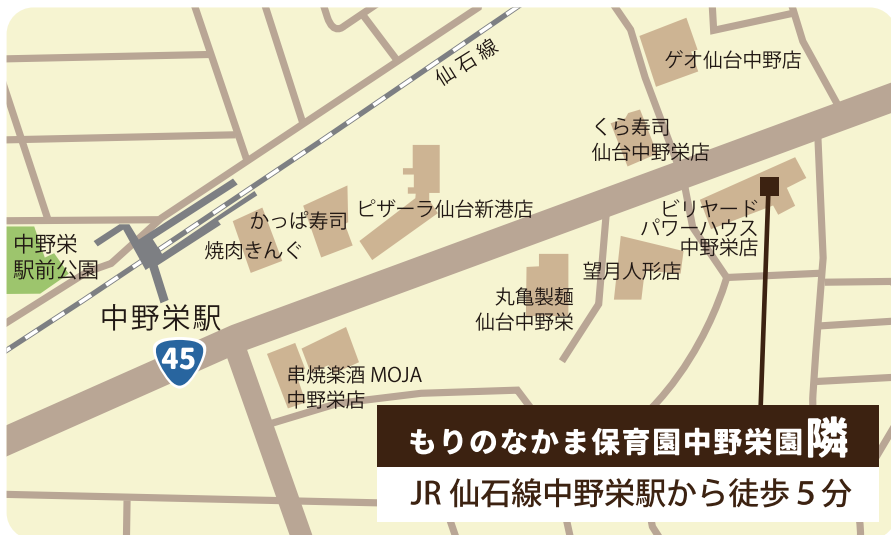 仙石線
ゲオ仙台中野店
くら寿司
仙台中野栄店
ピザーラ仙台新港店
かっぱ寿司
焼肉きんぐ
ビリヤード
パワーハウス
中野栄店
中野栄
駅前公園
望月人形店
丸亀製麺
仙台中野栄
中野栄駅
45
串焼楽酒 MOJA
中野栄店
もりのなかま保育園中野栄園隣
JR 仙石線中野栄駅から徒歩 5 分